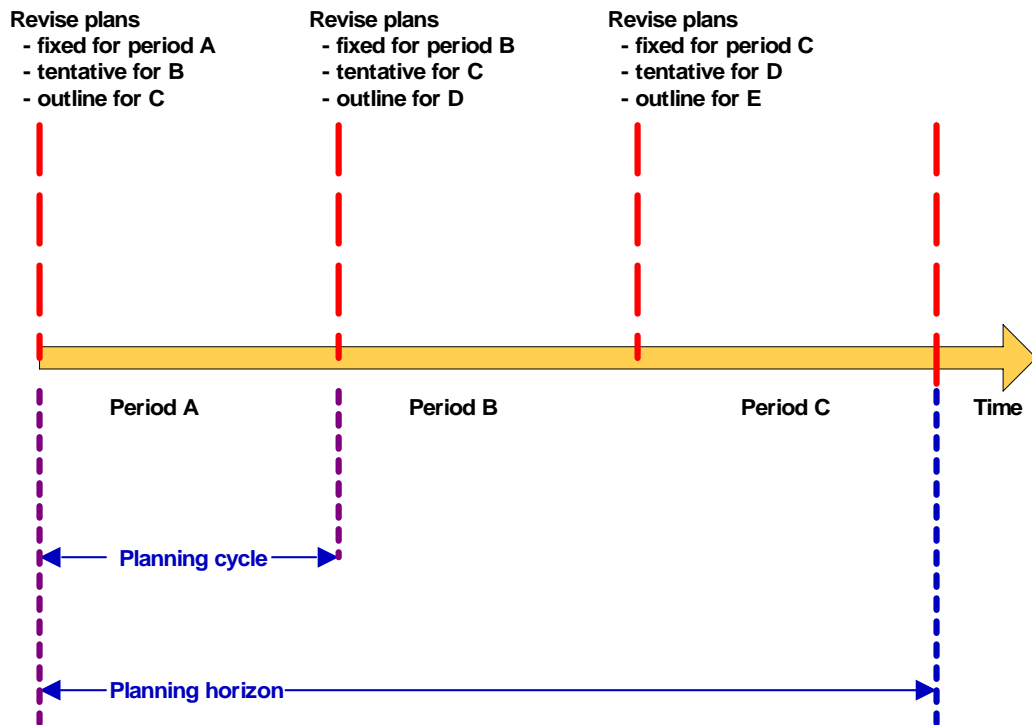 Revise plans
- fixed for period A
- tentative for B
- outline for C
Revise plans
- fixed for period B
- tentative for C
- outline for D
Revise plans
- fixed for period C
- tentative for D
- outline for E
Period A
Period B
Period C
Time
Planning cycle
Planning horizon